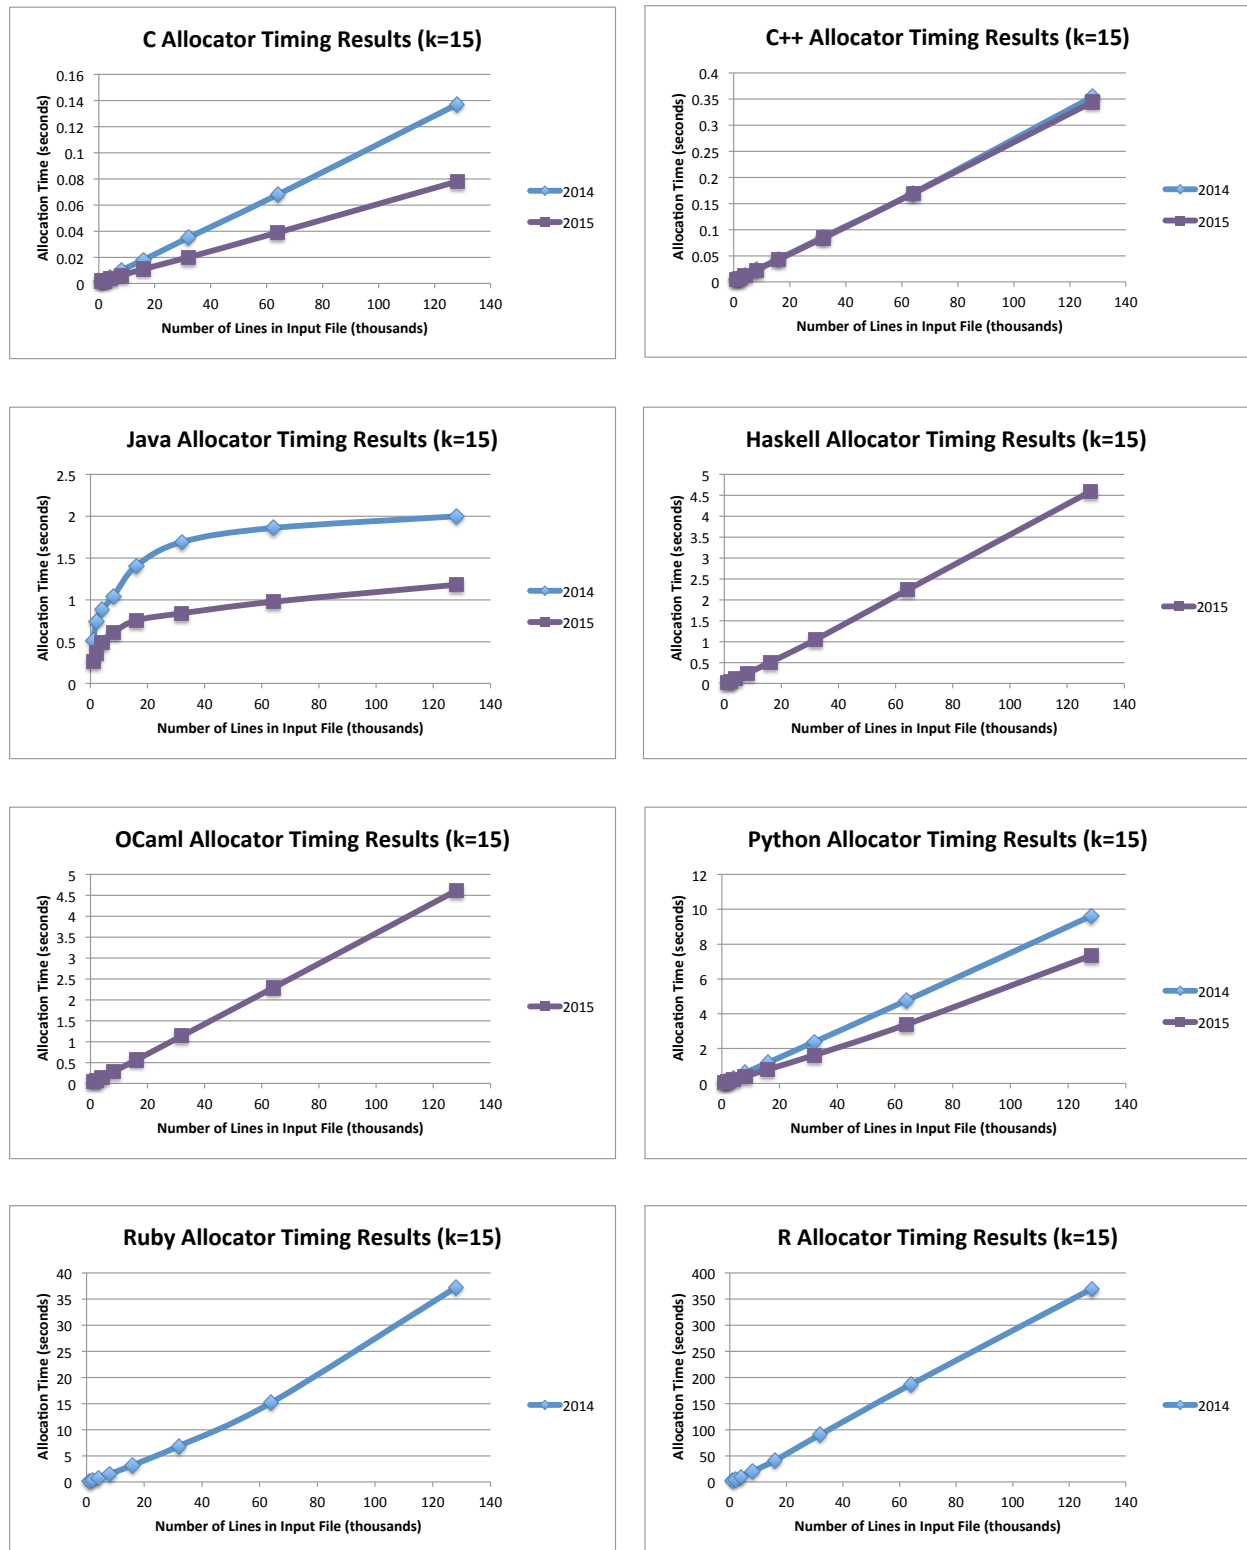 C Allocator Timing Results (k=15)
Allocation Time (seconds)
0.16
0.14
0.12
0.1
0.08
0.06
0.04
0.02
0
0 20 40 60 80 100 120 140
Number of Lines in Input File (thousands)
2014
2015
C++ Allocator Timing Results (k=15)
Allocation Time (seconds)
0.4
0.35
0.3
0.25
0.2
0.15
0.1
0.05
0
0 20 40 60 80 100 120 140
Number of Lines in Input File (thousands)
2014
2015
Java Allocator Timing Results (k=15)
Allocation Time (seconds)
2.5
2
1.5
1
0.5
0
0 20 40 60 80 100 120 140
Number of Lines in Input File (thousands)
2014
2015
Haskell Allocator Timing Results (k=15)
Allocation Time (seconds)
5
4.5
4
3.5
3
2.5
2
1.5
1
0.5
0
0 20 40 60 80 100 120 140
Number of Lines in Input File (thousands)
2015
OCaml Allocator Timing Results (k=15)
Allocation Time (seconds)
5
4.5
4
3.5
3
2.5
2
1.5
1
0.5
0
0 20 40 60 80 100 120 140
Number of Lines in Input File (thousands)
2015
Python Allocator Timing Results (k=15)
Allocation Time (seconds)
12
10
8
6
4
2
0
0 20 40 60 80 100 120 140
Number of Lines in Input File (thousands)
2014
2015
Ruby Allocator Timing Results (k=15)
Allocation Time (seconds)
40
35
30
25
20
15
10
5
0
0 20 40 60 80 100 120 140
Number of Lines in Input File (thousands)
2014
R Allocator Timing Results (k=15)
Allocation Time (seconds)
400
350
300
250
200
150
100
50
0
0 20 40 60 80 100 120 140
Number of Lines in Input File (thousands)
2014